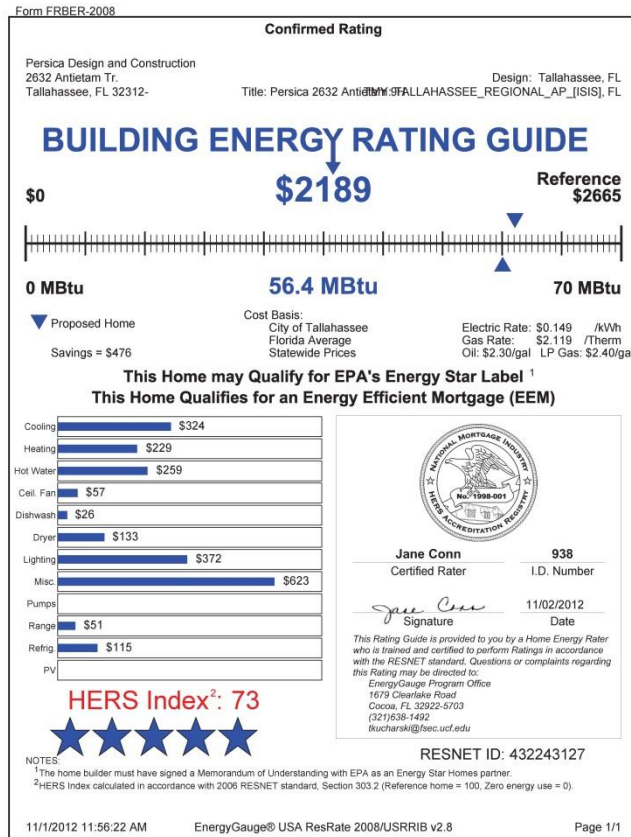 Form FRBER-2008
Confirmed Rating
Persica Design and Construction
2632 Antietam Tr. Design: Tallahassee, FL
Tallahassee, FL 32312- Title: Persica 2632 Antietam 9H TMY: TALLAHASSEE_REGIONAL_AP_[ISIS], FL
BUILDING ENERGY RATING GUIDE
$0 $2189 Reference
$2665
0 MBtu 56.4 MBtu 70 MBtu
Proposed Home
Savings = $476
Cost Basis:
City of Tallahassee
Florida Average
Statewide Prices
Electric Rate: $0.149 /kWh
Gas Rate: $2.119 /Therm
Oil: $2.30/gal LP Gas: $2.40/gal
This Home may Qualify for EPA's Energy Star Label 1
This Home Qualifies for an Energy Efficient Mortgage (EEM)
Cooling $324
Heating $229
Hot Water $259
Ceil. Fan $57
Dishwash $26
Dryer $133
Lighting $372
Misc. $623
Pumps
Range $51
Refrig. $115
PV
HERS Index2: 73
NATIONAL MORTGAGE INDUSTRY
No. 1998-001
HERS ACCREDITATION REGISTRY
Jane Conn 938
Certified Rater I.D. Number
Jane Conn 11/02/2012
Signature Date
This Rating Guide is provided to you by a Home Energy Rater
who is trained and certified to perform Ratings in accordance
with the RESNET standard. Questions or complaints regarding
this Rating may be directed to:
EnergyGauge Program Office
1679 Clearlake Road
Cocoa, FL 32922-5703
(321)638-1492
tkucharski@fsec.ucf.edu
RESNET ID: 432243127
NOTES:
1The home builder must have signed a Memorandum of Understanding with EPA as an Energy Star Homes partner.
2HERS Index calculated in accordance with 2006 RESNET standard, Section 303.2 (Reference home = 100, Zero energy use = 0).
11/1/2012 11:56:22 AM EnergyGauge® USA ResRate 2008/USRRIB v2.8 Page 1/1